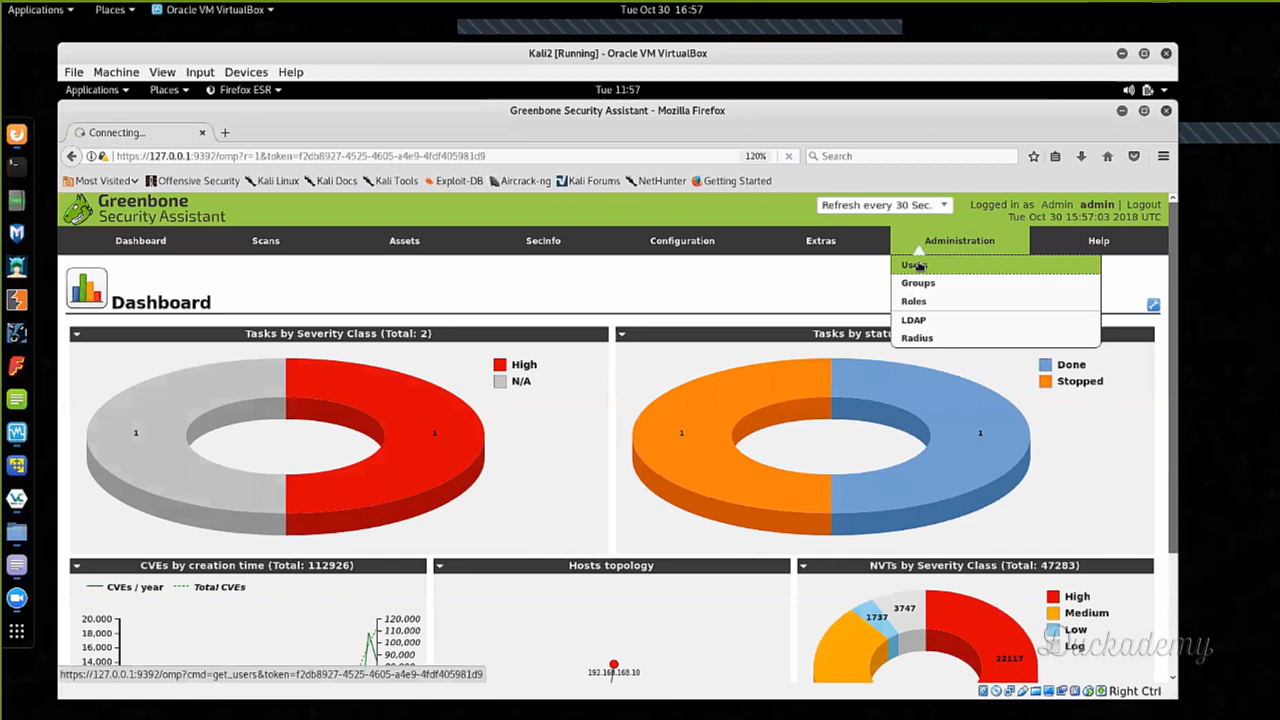 Applications Places Oracle VM VirtualBox Tue Oct 30 16:57
Kali2 [Running] - Oracle VM VirtualBox
File Machine View Input Devices Help
Applications Places Firefox ESR Tue 11:57
Greenbone Security Assistant - Mozilla Firefox
Connecting...
https://127.0.0.1:9392/omp?r=1&token=f2db8927-4525-4605-a4e9-4fdf405981d9 120% Search
Most Visited Offensive Security Kali Linux Kali Docs Kali Tools Exploit-DB Aircrack-ng Kali Forums NetHunter Getting Started
Greenbone
Security Assistant
Refresh every 30 Sec. Logged in as Admin admin | Logout
Tue Oct 30 15:57:03 2018 UTC
Dashboard Scans Assets SecInfo Configuration Extras Administration Help
Users
Groups
Roles
LDAP
Radius
Dashboard
Tasks by Severity Class (Total: 2)
High
N/A
1 1
Tasks by statu
Done
Stopped
1 1
CVEs by creation time (Total: 112926)
CVEs / year Total CVEs
20,000 120,000
18,000 110,000
16,000 100,000
14,000 90,000
Hosts topology
192.168.168.10
NVTs by Severity Class (Total: 47283)
High
Medium
Low
Log
1737 3747
22117
Duckademy
https://127.0.0.1:9392/omp?cmd=get_users&token=f2db8927-4525-4605-a4e9-4fdf405981d9
Right Ctrl